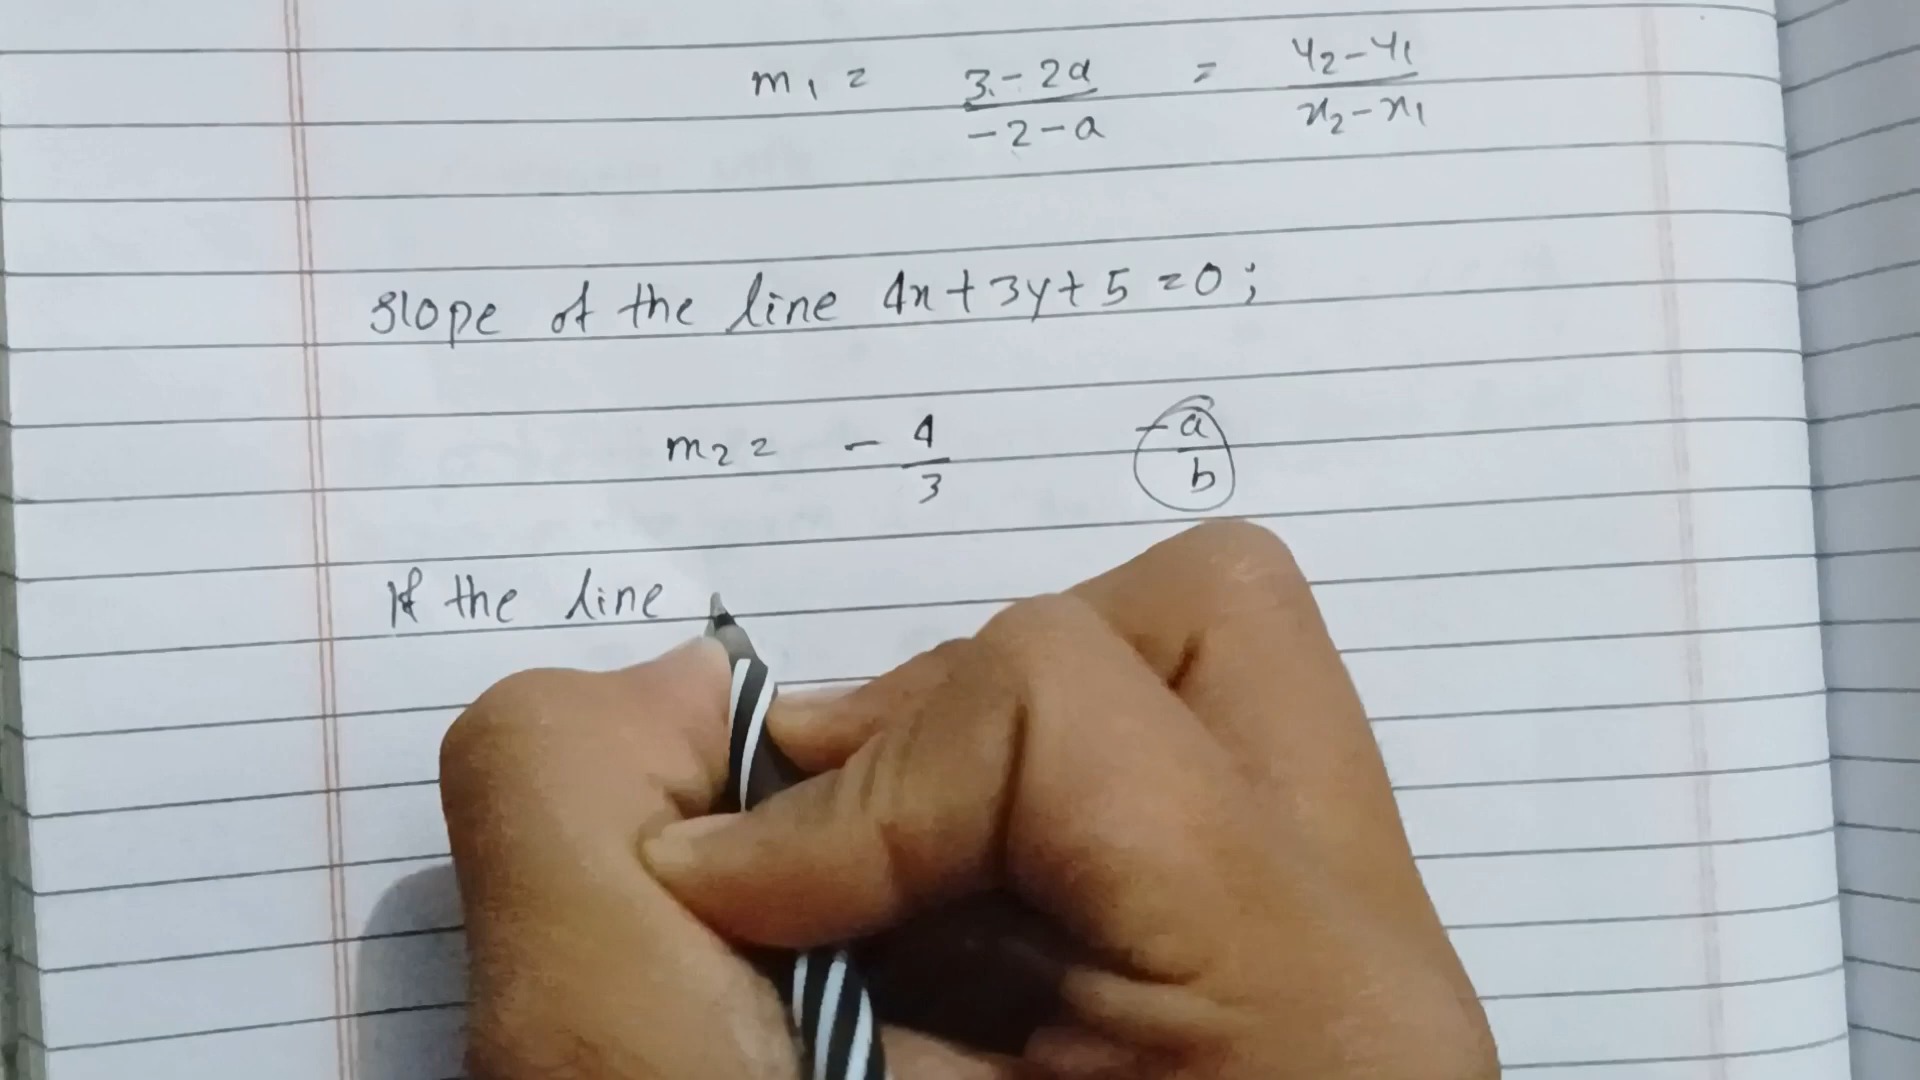 m₁ = 3-2a/-2-a = y₂-y₁/x₂-x₁
slope of the line 4x+3y+5=0;
m₂ = -4/3 -a/b
If the line